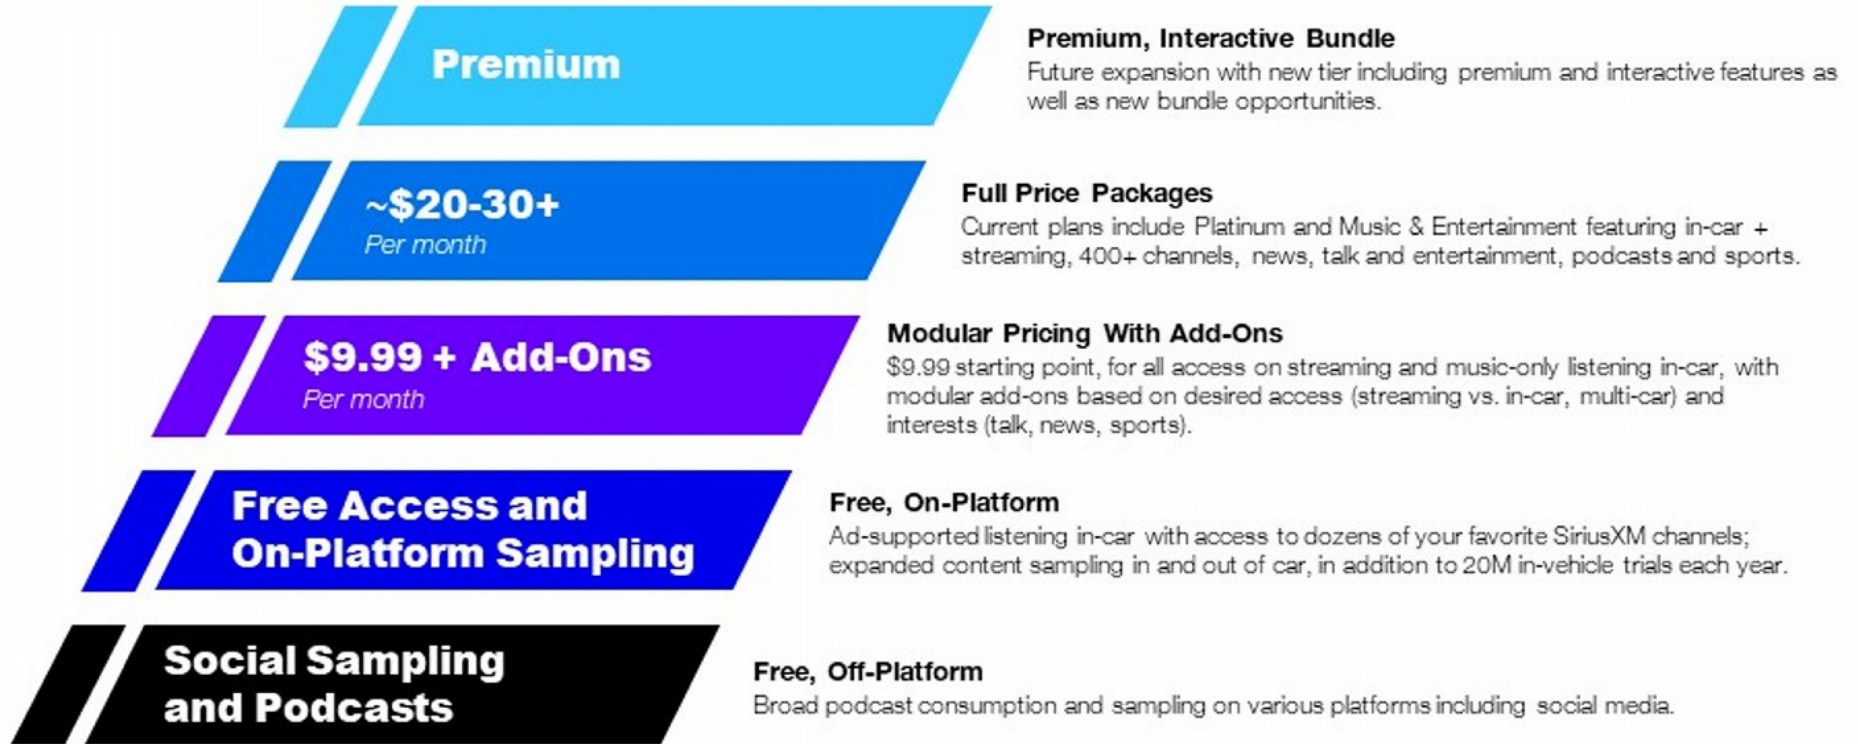 Premium
Premium, Interactive Bundle
Future expansion with new tier including premium and interactive features as
well as new bundle opportunities.
~$20-30+
Per month
Full Price Packages
Current plans include Platinum and Music & Entertainment featuring in-car +
streaming, 400+ channels, news, talk and entertainment, podcasts and sports.
$9.99 + Add-Ons
Per month
Modular Pricing With Add-Ons
$9.99 starting point, for all access on streaming and music-only listening in-car, with
modular add-ons based on desired access (streaming vs. in-car, multi-car) and
interests (talk, news, sports).
Free Access and
On-Platform Sampling
Free, On-Platform
Ad-supported listening in-car with access to dozens of your favorite SiriusXM channels;
expanded content sampling in and out of car, in addition to 20M in-vehicle trials each year.
Social Sampling
and Podcasts
Free, Off-Platform
Broad podcast consumption and sampling on various platforms including social media.